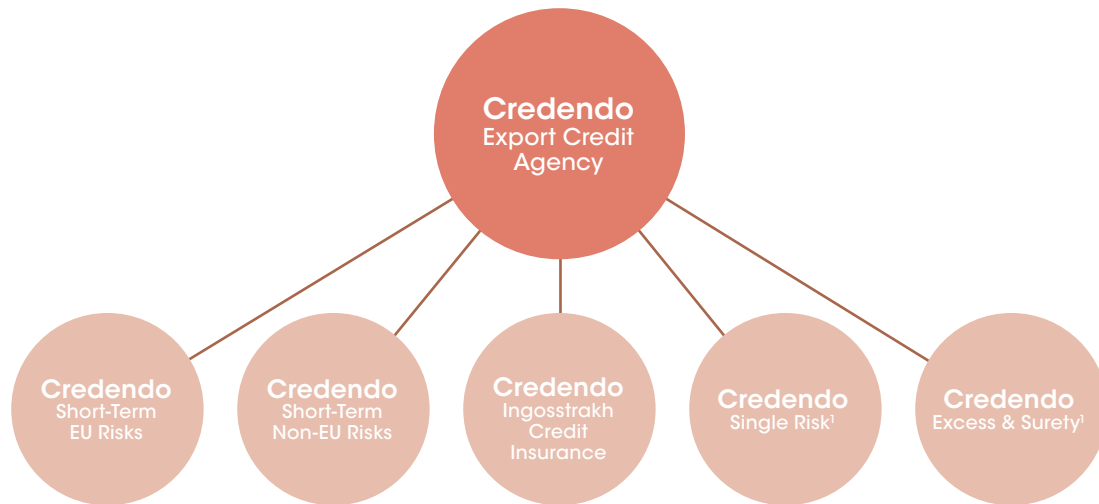 Credendo
Export Credit
Agency
Credendo
Short-Term
EU Risks
Credendo
Short-Term
Non-EU Risks
Credendo
Ingosstrakh
Credit
Insurance
Credendo
Single Risk¹
Credendo
Excess & Surety¹